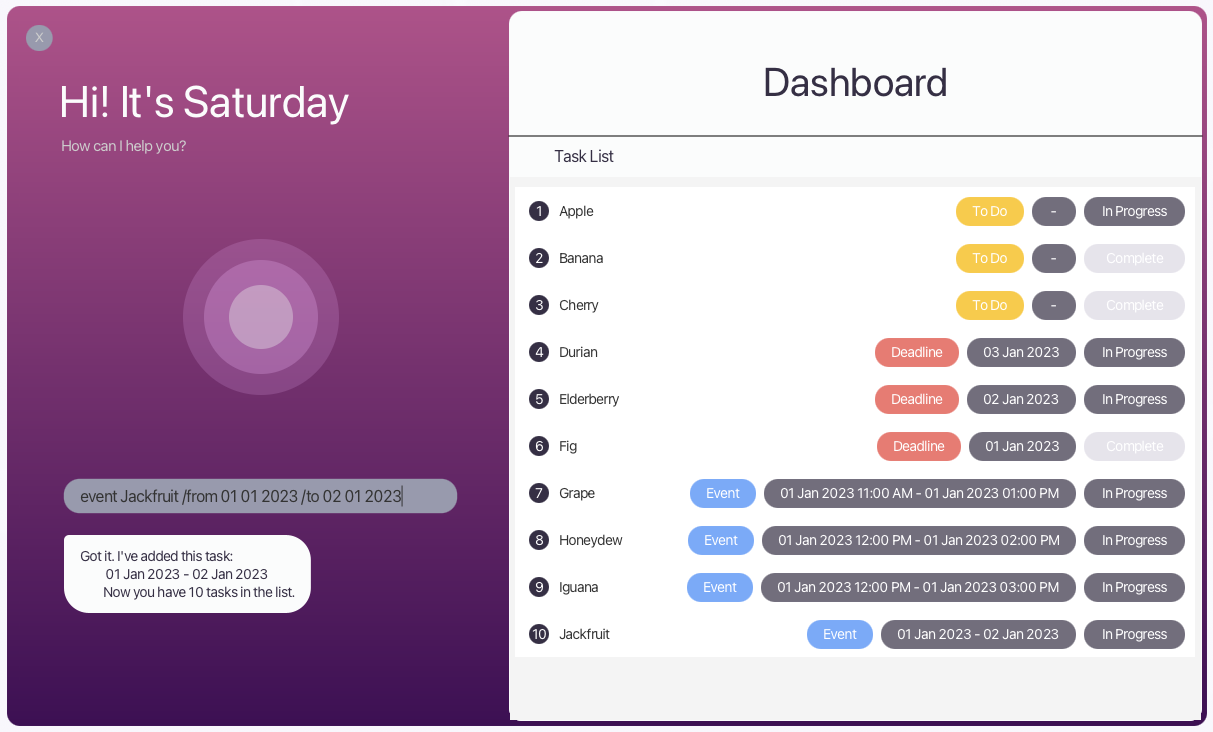 X
Hi! It's Saturday
How can I help you?
event Jackfruit /from 01 01 2023 /to 02 01 2023
Got it. I've added this task:
01 Jan 2023 - 02 Jan 2023
Now you have 10 tasks in the list.
Dashboard
Task List
1 Apple To Do - In Progress
2 Banana To Do - Complete
3 Cherry To Do - Complete
4 Durian Deadline 03 Jan 2023 In Progress
5 Elderberry Deadline 02 Jan 2023 In Progress
6 Fig Deadline 01 Jan 2023 Complete
7 Grape Event 01 Jan 2023 11:00 AM - 01 Jan 2023 01:00 PM In Progress
8 Honeydew Event 01 Jan 2023 12:00 PM - 01 Jan 2023 02:00 PM In Progress
9 Iguana Event 01 Jan 2023 12:00 PM - 01 Jan 2023 03:00 PM In Progress
10 Jackfruit Event 01 Jan 2023 - 02 Jan 2023 In Progress